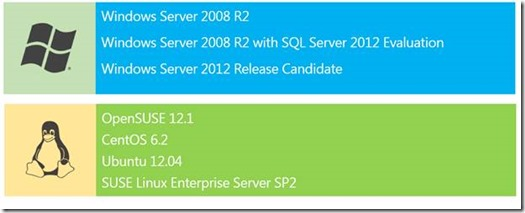 Windows Server 2008 R2
Windows Server 2008 R2 with SQL Server 2012 Evaluation
Windows Server 2012 Release Candidate
OpenSUSE 12.1
CentOS 6.2
Ubuntu 12.04
SUSE Linux Enterprise Server SP2